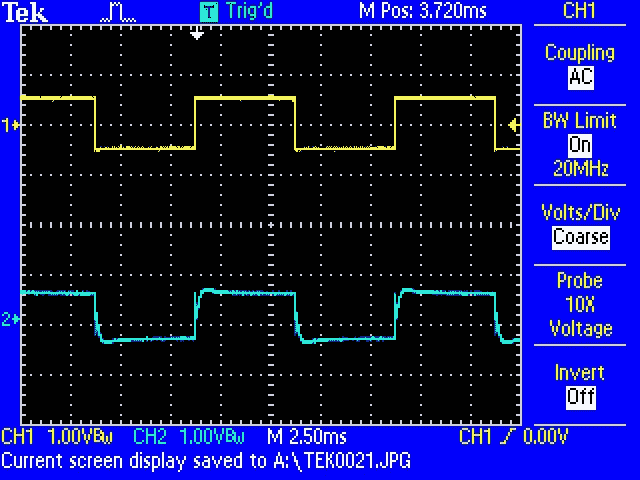 Tek T Trig'd M Pos: 3.720ms CH1
Coupling
AC
1
BW Limit
On
20MHz
Volts/Div
Coarse
Probe
10X
Voltage
2
Invert
Off
CH1 1.00VBw CH2 1.00VBw M 2.50ms CH1 / 0.00V
Current screen display saved to A:\TEK0021.JPG